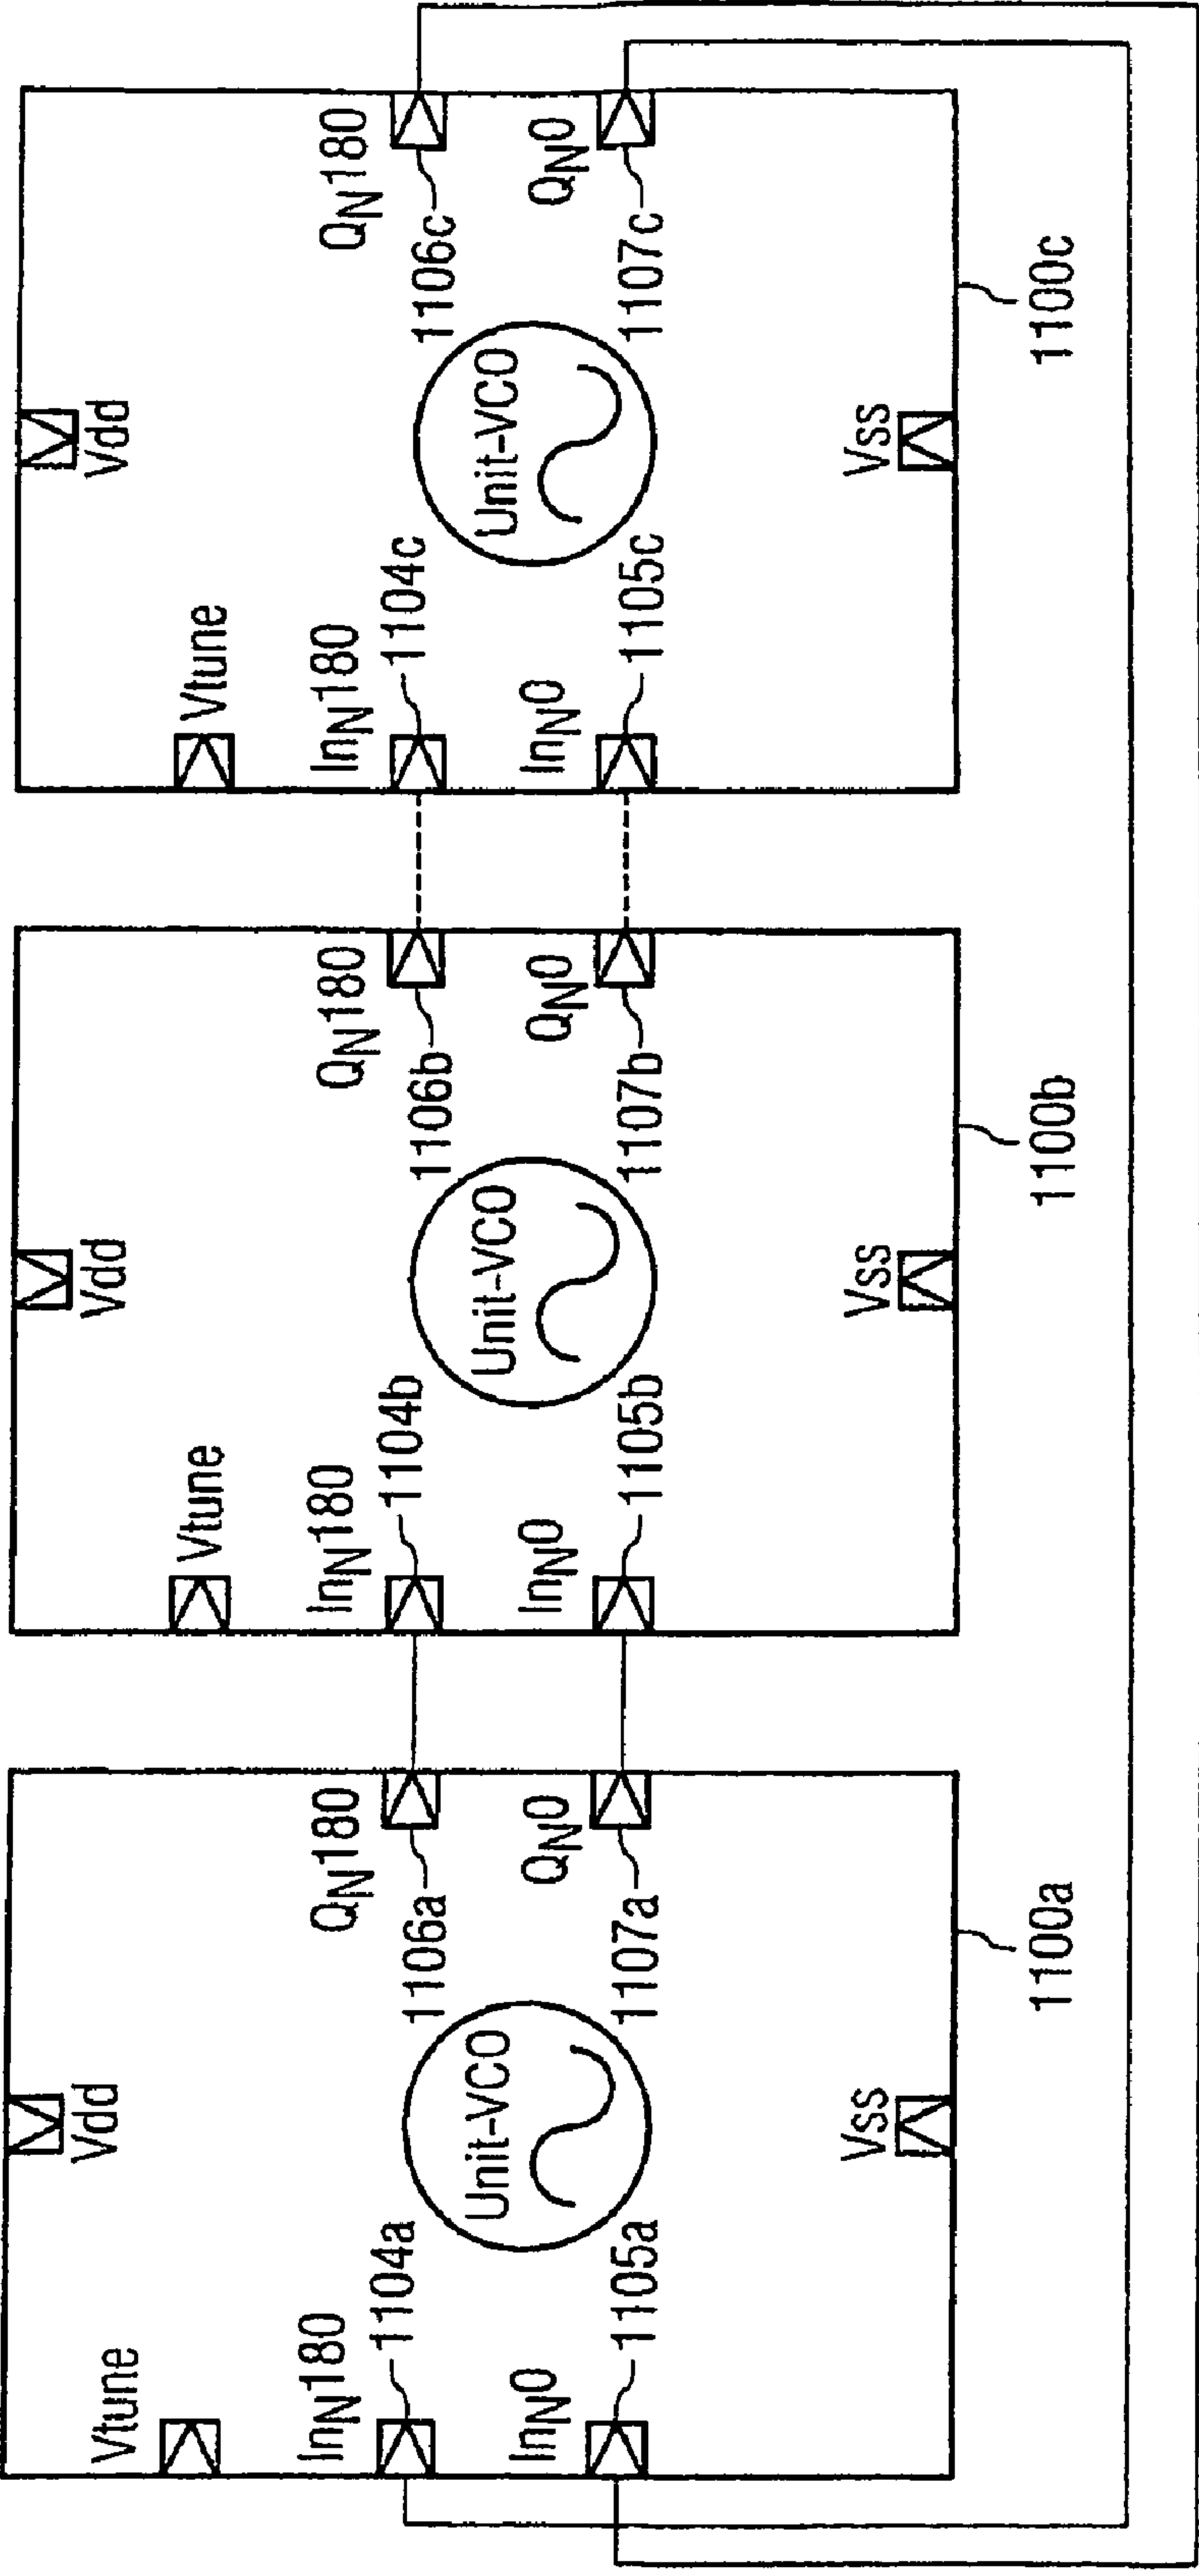 Vdd
Vtune
InN180
1104a
InN0
1105a
Unit-VCO
QN180
1106a
QN0
1107a
Vss
1100a
Vdd
Vtune
InN180
1104b
InN0
1105b
Unit-VCO
QN180
1106b
QN0
1107b
Vss
1100b
Vdd
Vtune
InN180
1104c
InN0
1105c
Unit-VCO
QN180
1106c
QN0
1107c
Vss
1100c